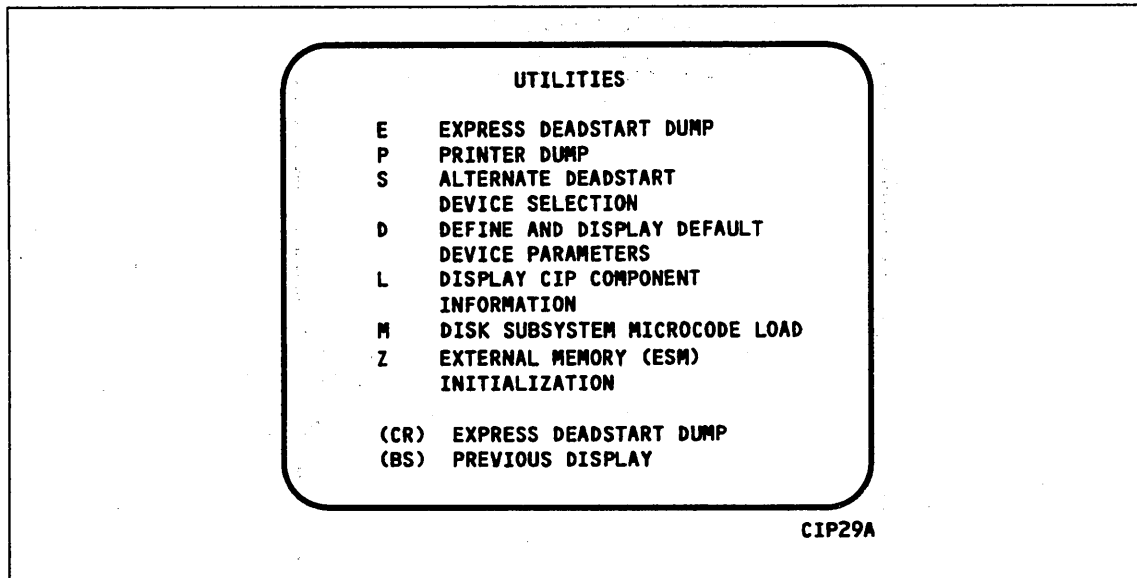 UTILITIES
E EXPRESS DEADSTART DUMP
P PRINTER DUMP
S ALTERNATE DEADSTART
DEVICE SELECTION
D DEFINE AND DISPLAY DEFAULT
DEVICE PARAMETERS
L DISPLAY CIP COMPONENT
INFORMATION
M DISK SUBSYSTEM MICROCODE LOAD
Z EXTERNAL MEMORY (ESM)
INITIALIZATION
(CR) EXPRESS DEADSTART DUMP
(BS) PREVIOUS DISPLAY
CIP29A